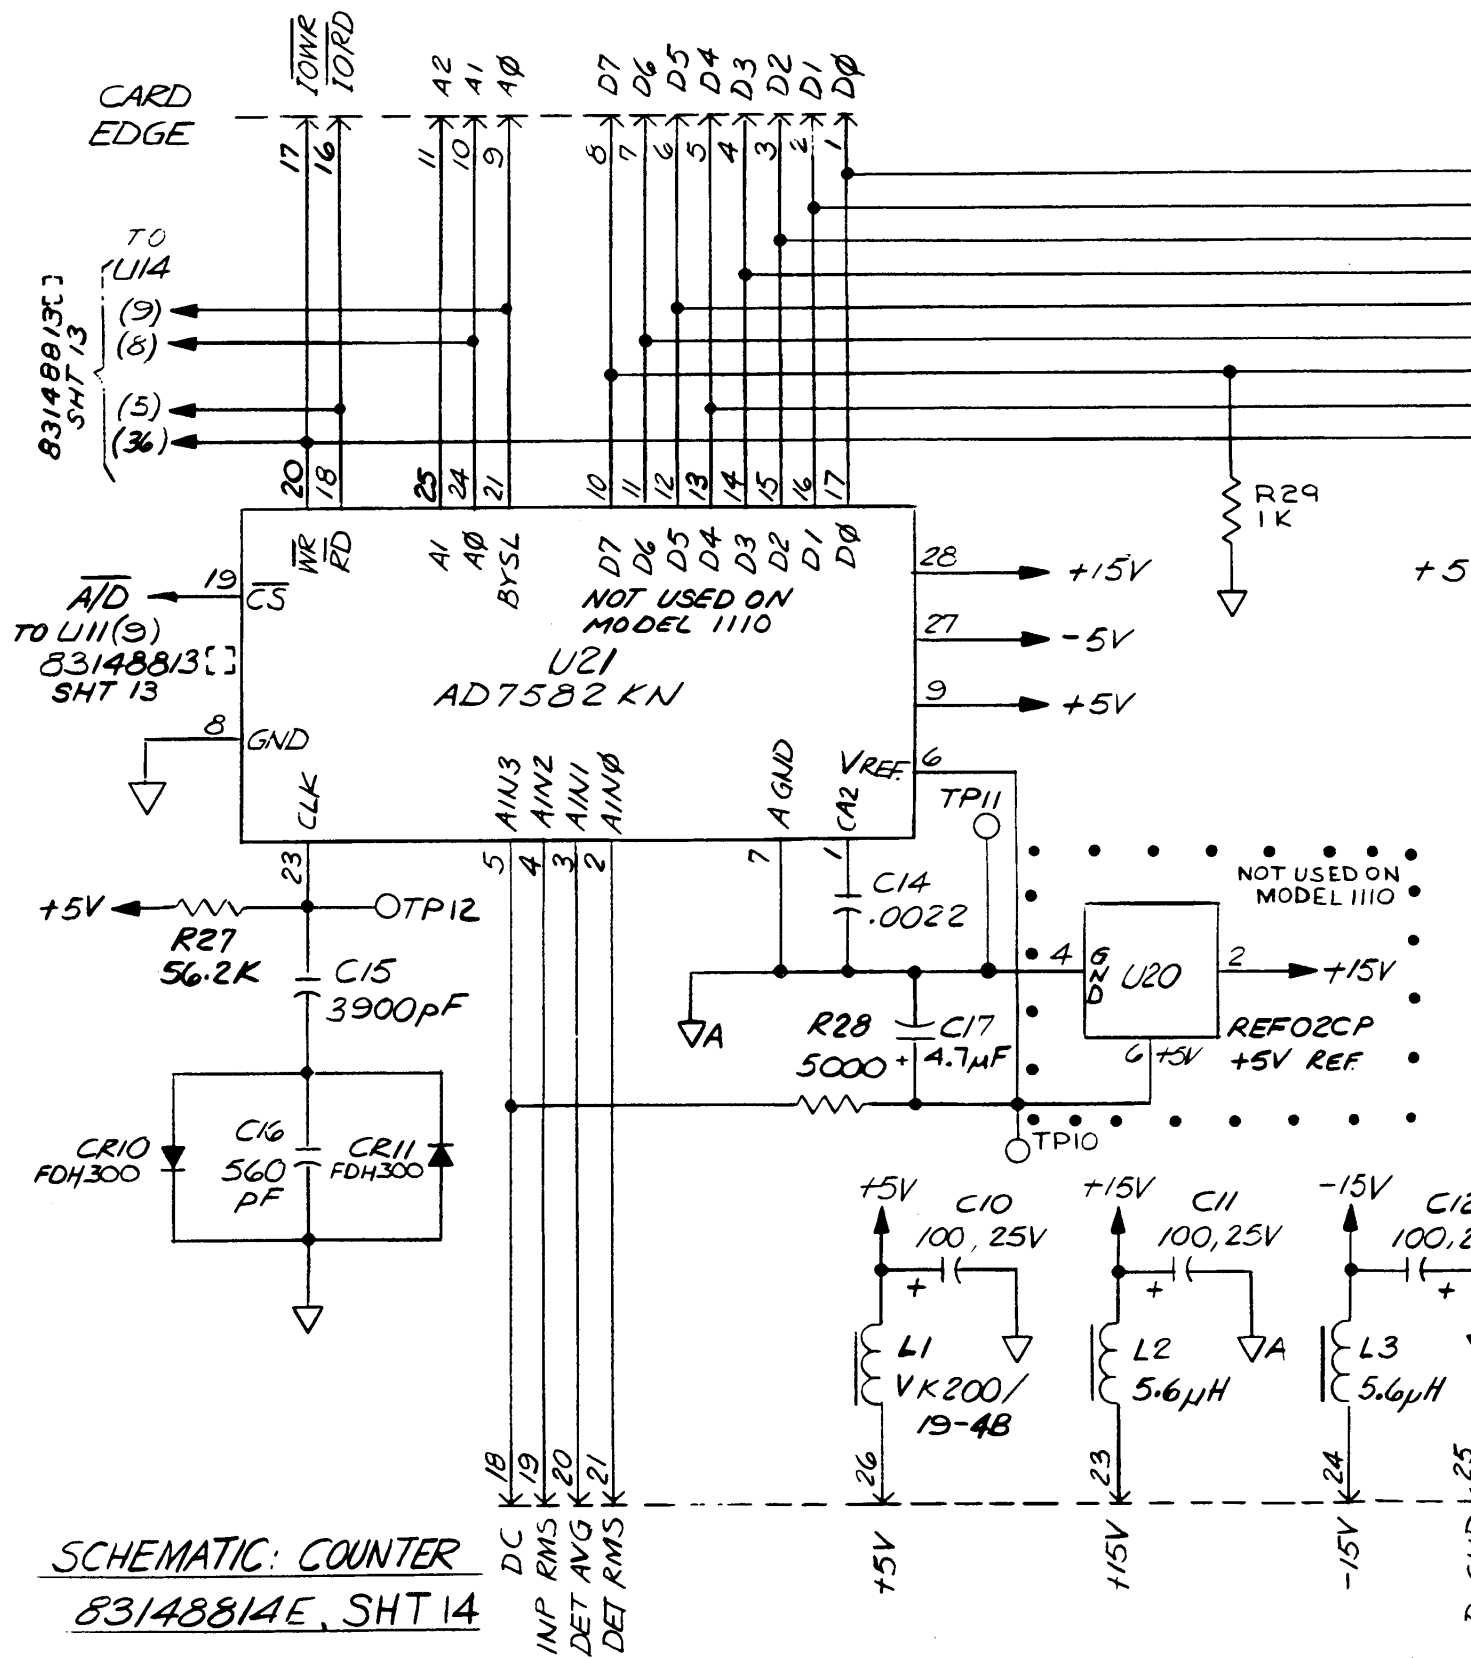 IOWR
IORD
A2
A1
AØ
D7
D6
D5
D4
D3
D2
D1
DØ
CARD
EDGE
17
16
11
10
9
8
7
6
5
4
3
2
1
TO
U14
(9)
(8)
(5)
(36)
83148813[ ]
SHT 13
20
18
25
24
21
10
11
12
13
14
15
16
17
R29
1K
WR
RD
A1
AØ
BYSL
D7
D6
D5
D4
D3
D2
D1
DØ
28
+15V
+5
19
CS
A/D
TO U11(9)
83148813[ ]
SHT 13
NOT USED ON
MODEL 1110
27
-5V
U21
AD7582KN
9
+5V
8
GND
VREF.
6
CLK
AIN3
AIN2
AIN1
AINØ
A GND
CA2
TP11
23
5
4
3
2
7
1
NOT USED ON
MODEL 1110
+5V
TP12
R27
56.2K
C14
.0022
C15
3900pF
4
GND
U20
2
+15V
A
R28
5000
C17
+
4.7µF
REF02CP
+5V REF.
6
+5V
TP10
CR10
FDH300
C16
560
pF
CR11
FDH300
+5V
C10
100, 25V
+
+15V
C11
100, 25V
+
-15V
C12
100, 2
+
L1
VK200/
19-4B
L2
5.6µH
A
L3
5.6µH
18
19
20
21
26
23
24
25
DC
INP RMS
DET AVG
DET RMS
+5V
+15V
-15V
SCHEMATIC: COUNTER
83148814E, SHT 14